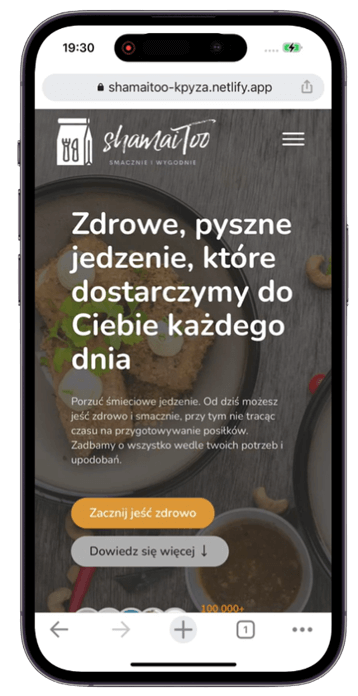 19:30
shamaitoo-kpyza.netlify.app
shamaiToo
SMACZNIE I WYGODNIE
Zdrowe, pyszne
jedzenie, które
dostarczymy do
Ciebie każdego
dnia
Porzuć śmieciowe jedzenie. Od dziś możesz
jeść zdrowo i smacznie, przy tym nie tracąc
czasu na przygotowywanie posiłków.
Zadbamy o wszystko wedle twoich potrzeb i
upodobań.
Zacznij jeść zdrowo
Dowiedz się więcej ↓
100 000+
1